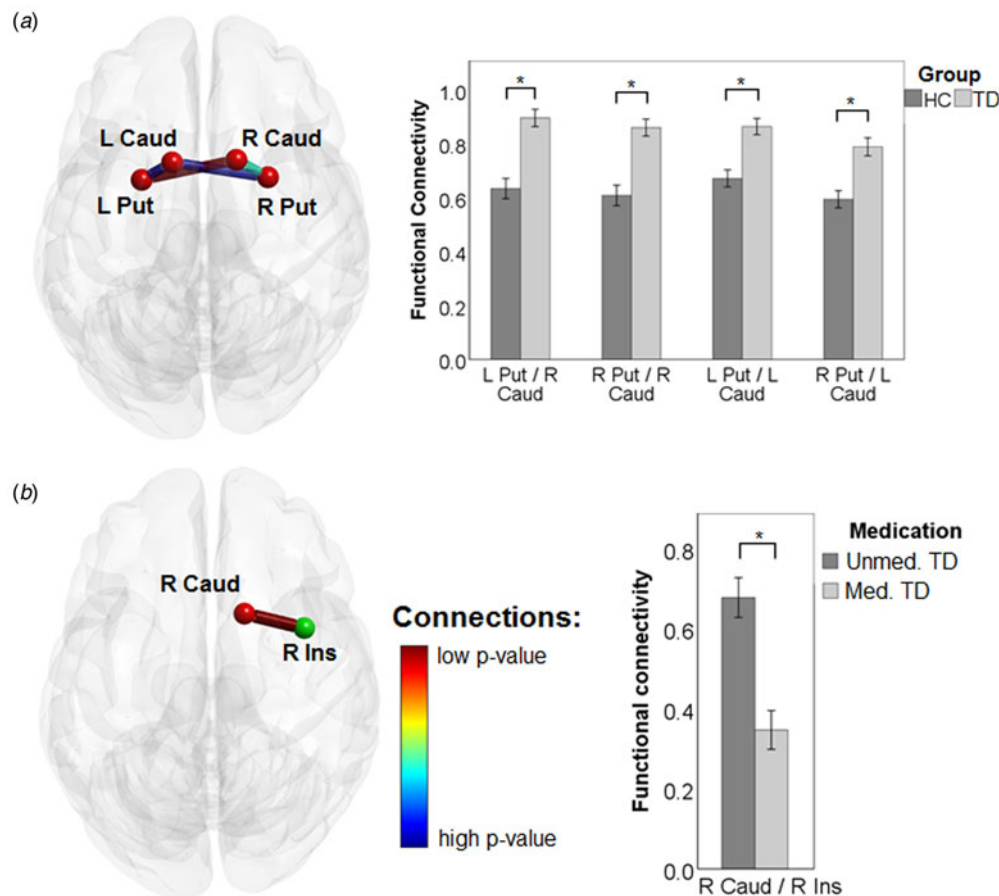 (a)
L Caud
R Caud
L Put
R Put
Functional Connectivity
1.0
0.8
0.6
0.4
0.2
0.0
*
*
*
*
Group
HC TD
L Put / R Caud
R Put / R Caud
L Put / L Caud
R Put / L Caud
(b)
R Caud
R Ins
Connections:
low p-value
high p-value
Functional connectivity
0.8
0.6
0.4
0.2
0.0
*
Medication
Unmed. TD
Med. TD
R Caud / R Ins